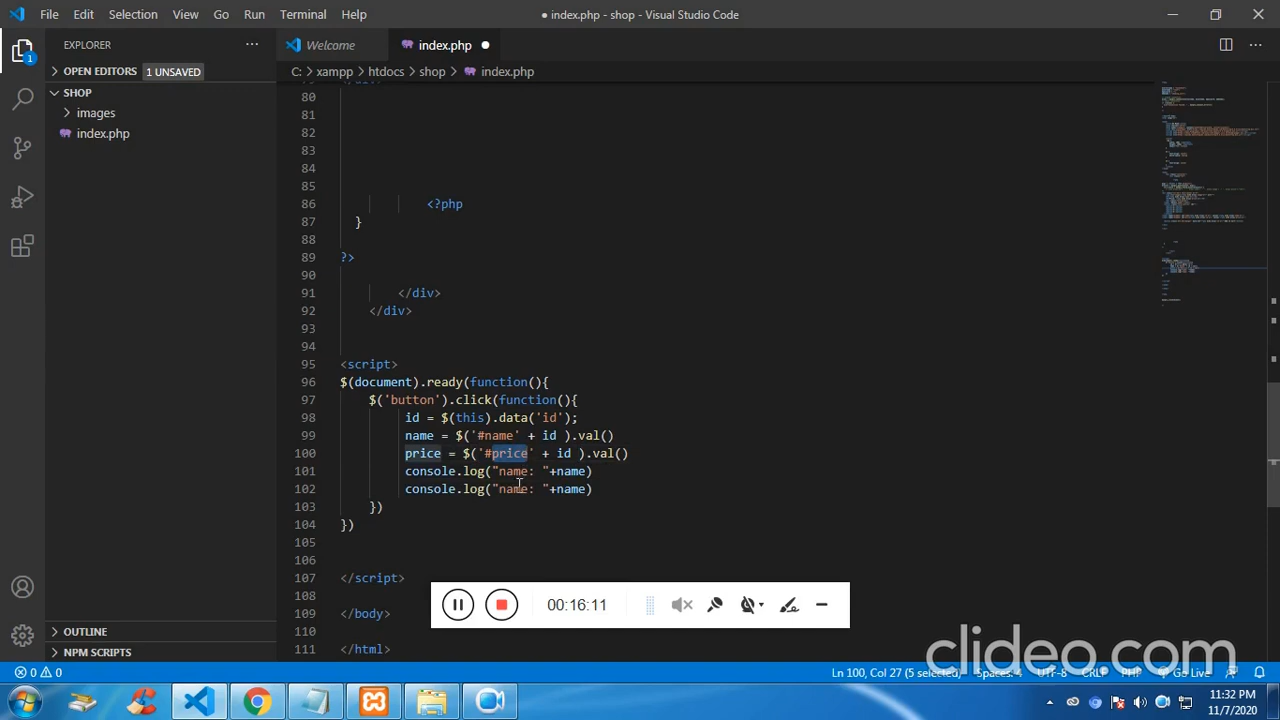 File Edit Selection View Go Run Terminal Help
● index.php - shop - Visual Studio Code
EXPLORER
Welcome
index.php
OPEN EDITORS 1 UNSAVED
C: > xampp > htdocs > shop > index.php
SHOP
images
index.php
1
80
81
82
83
84
85
86 <?php
87 }
88
89 ?>
90
91 </div>
92 </div>
93
94
95 <script>
96 $(document).ready(function(){
97 $('button').click(function(){
98 id = $(this).data('id');
99 name = $('#name' + id ).val()
100 price = $('#price' + id ).val()
101 console.log("name: "+name)
102 console.log("name: "+name)
103 })
104 })
105
106
107 </script>
108
109 </body>
110
111 </html>
00:16:11
OUTLINE
NPM SCRIPTS
clideo.com
0 0
Ln 100, Col 27 (5 selected) Spaces: 4 UTF-8 CRLF PHP Go Live
11:32 PM
11/7/2020